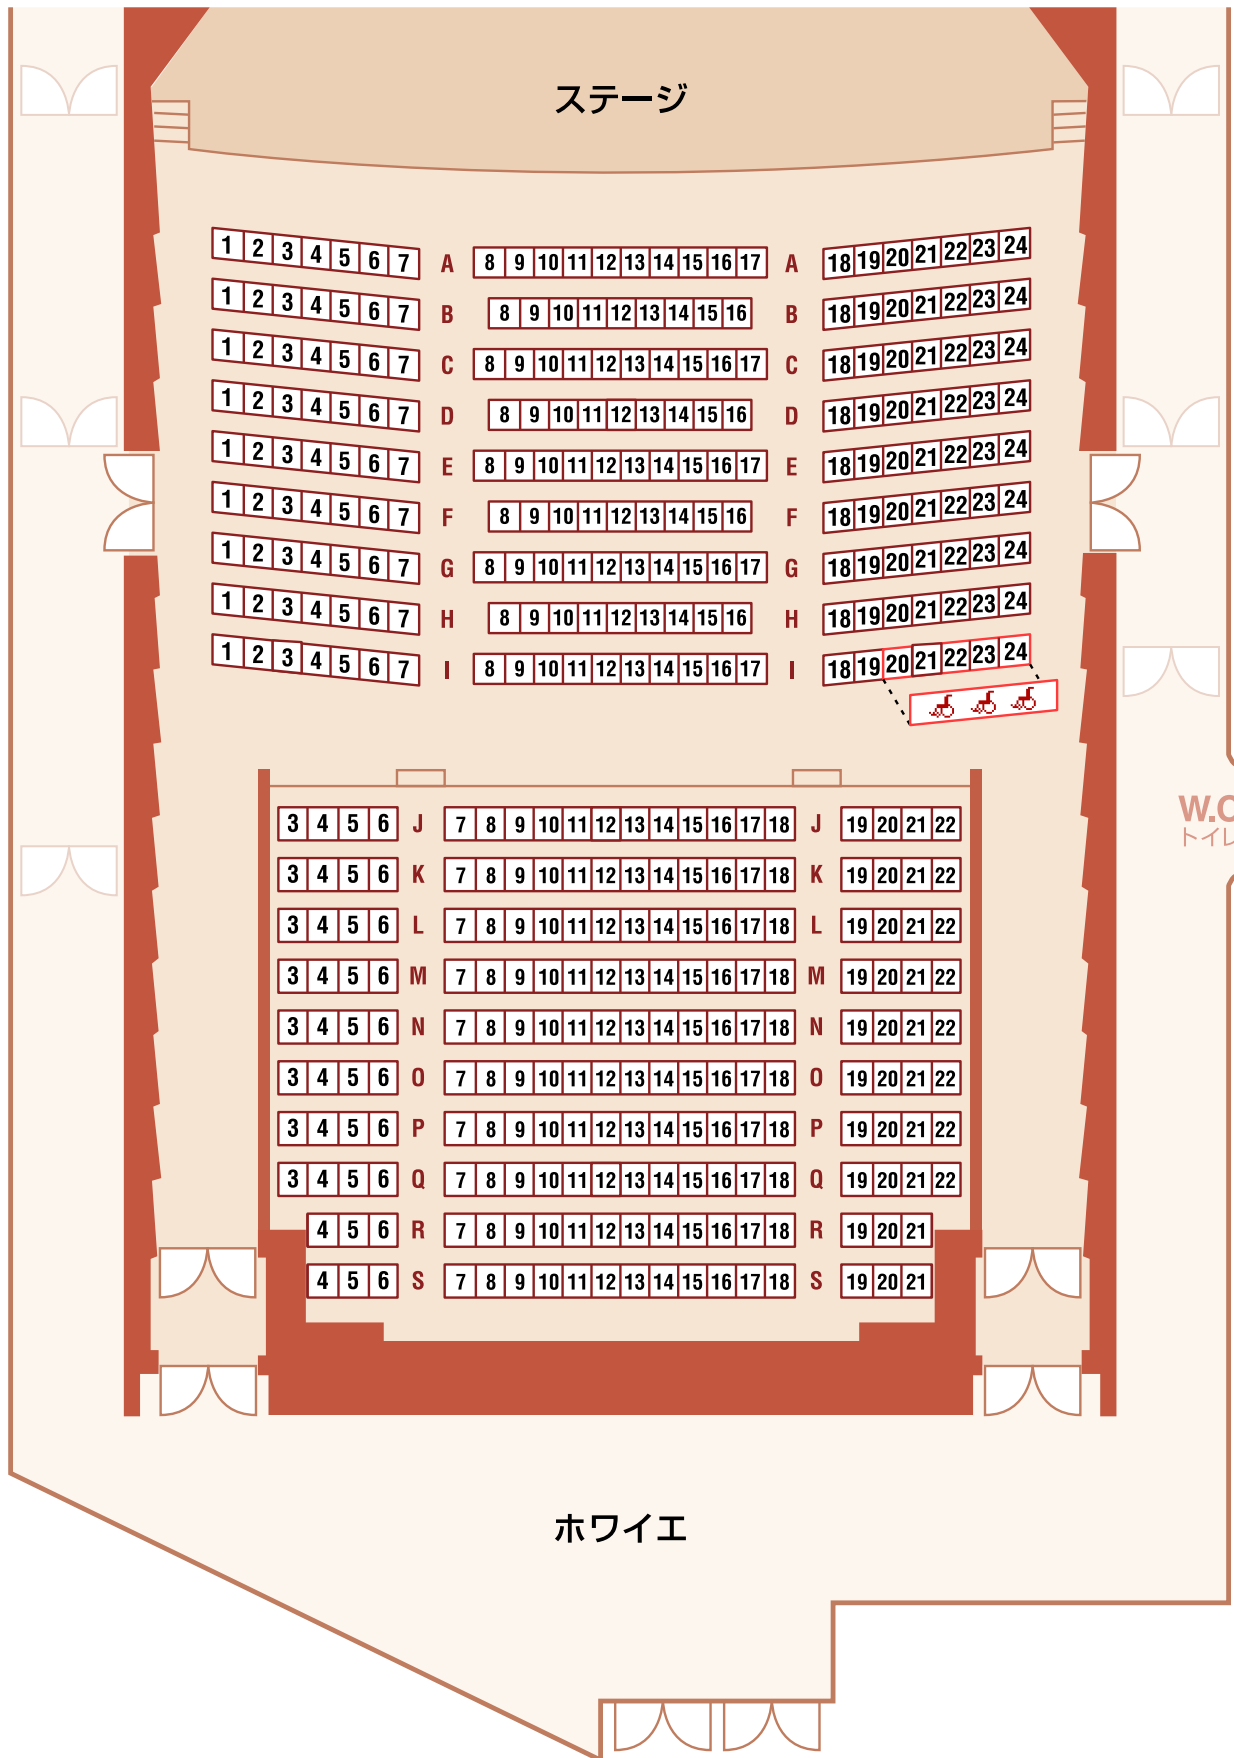 ステージ
1 2 3 4 5 6 7 A 8 9 10 11 12 13 14 15 16 17 A 18 19 20 21 22 23 24
1 2 3 4 5 6 7 B 8 9 10 11 12 13 14 15 16 B 18 19 20 21 22 23 24
1 2 3 4 5 6 7 C 8 9 10 11 12 13 14 15 16 17 C 18 19 20 21 22 23 24
1 2 3 4 5 6 7 D 8 9 10 11 12 13 14 15 16 D 18 19 20 21 22 23 24
1 2 3 4 5 6 7 E 8 9 10 11 12 13 14 15 16 17 E 18 19 20 21 22 23 24
1 2 3 4 5 6 7 F 8 9 10 11 12 13 14 15 16 F 18 19 20 21 22 23 24
1 2 3 4 5 6 7 G 8 9 10 11 12 13 14 15 16 17 G 18 19 20 21 22 23 24
1 2 3 4 5 6 7 H 8 9 10 11 12 13 14 15 16 H 18 19 20 21 22 23 24
1 2 3 4 5 6 7 I 8 9 10 11 12 13 14 15 16 17 I 18 19 20 21 22 23 24
3 4 5 6 J 7 8 9 10 11 12 13 14 15 16 17 18 J 19 20 21 22
W.C
トイレ
3 4 5 6 K 7 8 9 10 11 12 13 14 15 16 17 18 K 19 20 21 22
3 4 5 6 L 7 8 9 10 11 12 13 14 15 16 17 18 L 19 20 21 22
3 4 5 6 M 7 8 9 10 11 12 13 14 15 16 17 18 M 19 20 21 22
3 4 5 6 N 7 8 9 10 11 12 13 14 15 16 17 18 N 19 20 21 22
3 4 5 6 O 7 8 9 10 11 12 13 14 15 16 17 18 O 19 20 21 22
3 4 5 6 P 7 8 9 10 11 12 13 14 15 16 17 18 P 19 20 21 22
3 4 5 6 Q 7 8 9 10 11 12 13 14 15 16 17 18 Q 19 20 21 22
4 5 6 R 7 8 9 10 11 12 13 14 15 16 17 18 R 19 20 21
4 5 6 S 7 8 9 10 11 12 13 14 15 16 17 18 S 19 20 21
ホワイエ